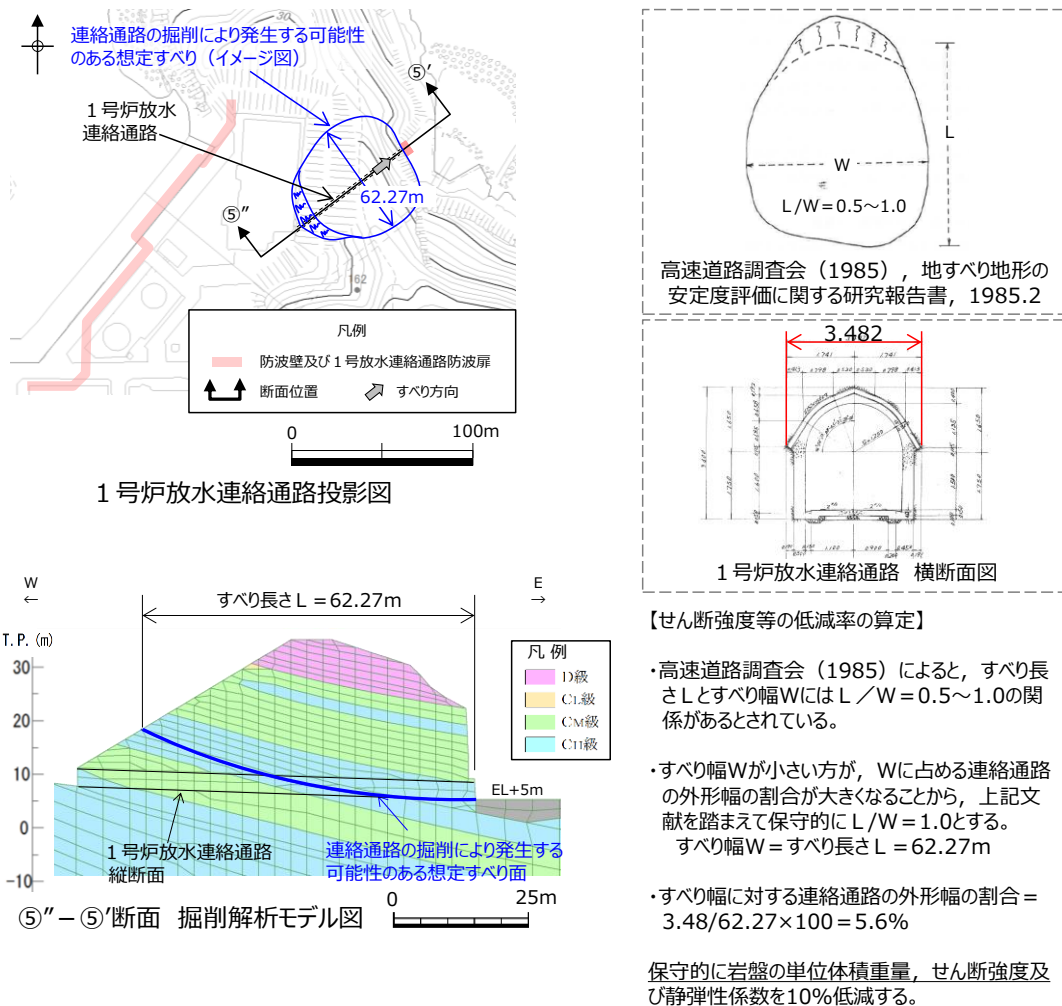 連絡通路の掘削により発生する可能性
のある想定すべり（イメージ図）
⑤’
１号炉放水
連絡通路
62.27m
⑤”
162
凡例
防波壁及び１号放水連絡通路防波扉
断面位置
すべり方向
0
100m
１号炉放水連絡通路投影図
L
W
L/W＝0.5～1.0
高速道路調査会（1985），地すべり地形の
安定度評価に関する研究報告書，1985.2
3.482
１号炉放水連絡通路 横断面図
W
←
E
→
すべり長さＬ＝62.27m
T.P.（m）
30
20
10
0
-10
凡 例
D級
CL級
CM級
CH級
EL+5m
１号炉放水連絡通路
縦断面
連絡通路の掘削により発生する
可能性のある想定すべり面
0
25m
⑤”－⑤’断面 掘削解析モデル図
【せん断強度等の低減率の算定】
・高速道路調査会（1985）によると，すべり長
さＬとすべり幅Wには Ｌ／W＝0.5～1.0の関
係があるとされている。
・すべり幅Wが小さい方が，Wに占める連絡通路
の外形幅の割合が大きくなることから，上記文
献を踏まえて保守的に Ｌ/W＝1.0とする。
すべり幅W＝すべり長さＬ＝62.27m
・すべり幅に対する連絡通路の外形幅の割合＝
3.48/62.27×100＝5.6%
保守的に岩盤の単位体積重量，せん断強度及
び静弾性係数を10%低減する。